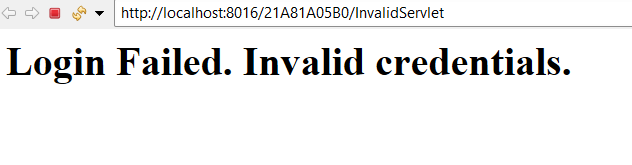 http://localhost:8016/21A81A05B0/InvalidServlet
Login Failed. Invalid credentials.